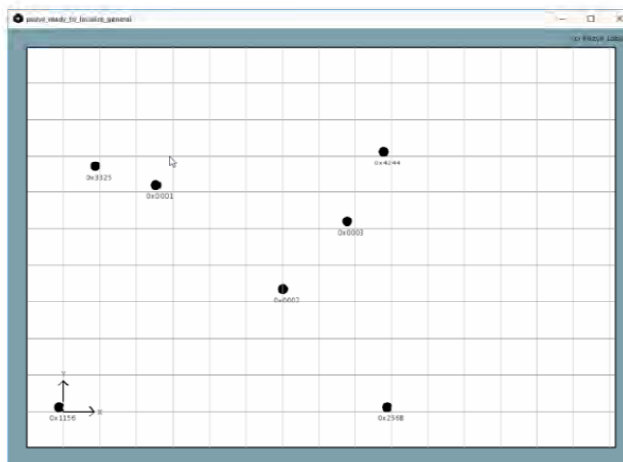 pozyx_ready_to_localize_general
(c) Pozyx Labs
0x4244
0x3325
0x0001
0x0003
0x0002
Y
X
0x1156
0x256B